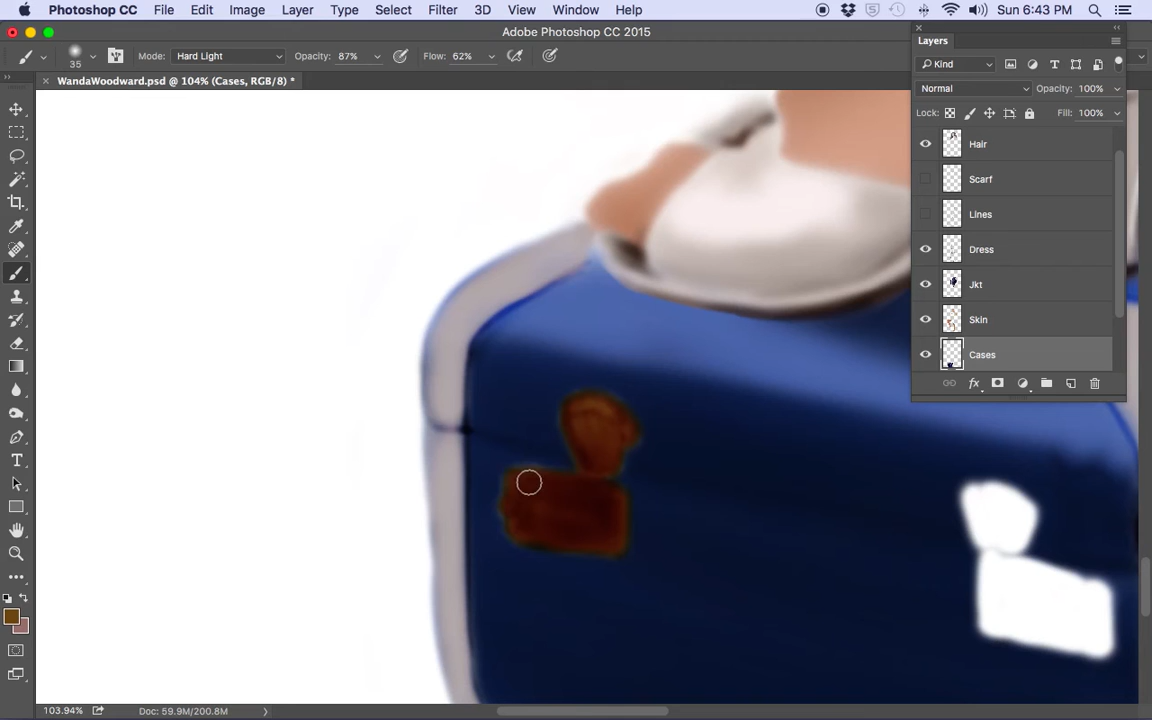 Photoshop CC File Edit Image Layer Type Select Filter 3D View Window Help Sun 6:43 PM
Adobe Photoshop CC 2015
35 Mode: Hard Light Opacity: 87% Flow: 62%
WandaWoodward.psd @ 104% (Cases, RGB/8) *
Layers
Kind
Normal Opacity: 100%
Lock: Fill: 100%
Hair
Scarf
Lines
Dress
Jkt
Skin
Cases
fx
103.94% Doc: 59.9M/200.8M